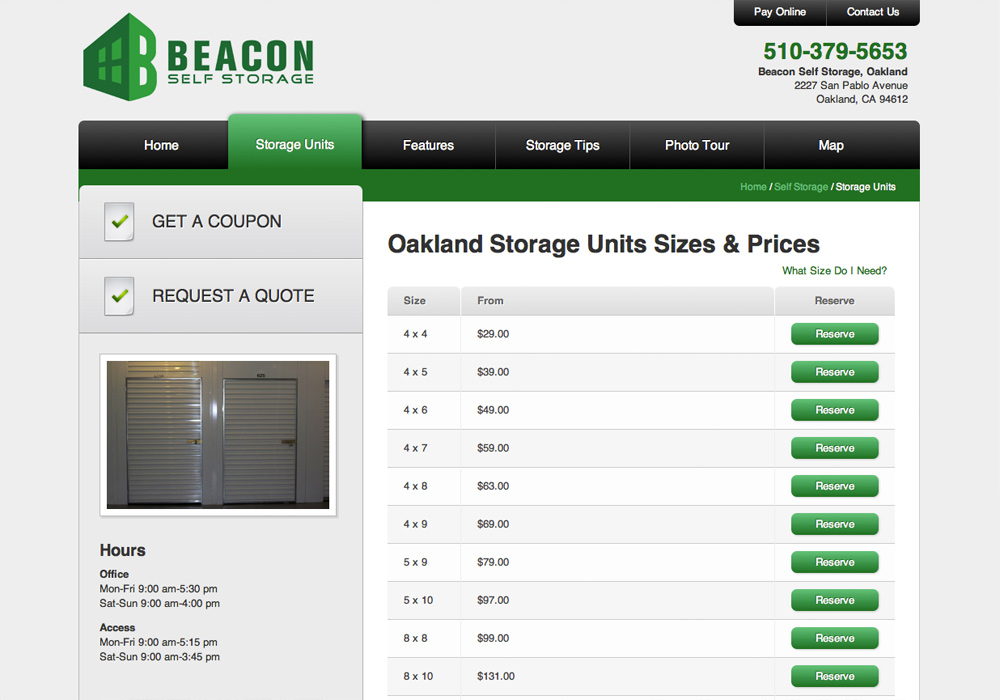 Pay Online
Contact Us
BEACON
SELF STORAGE
510-379-5653
Beacon Self Storage, Oakland
2227 San Pablo Avenue
Oakland, CA 94612
Home
Storage Units
Features
Storage Tips
Photo Tour
Map
Home / Self Storage / Storage Units
GET A COUPON
REQUEST A QUOTE
Hours
Office
Mon-Fri 9:00 am-5:30 pm
Sat-Sun 9:00 am-4:00 pm
Access
Mon-Fri 9:00 am-5:15 pm
Sat-Sun 9:00 am-3:45 pm
Oakland Storage Units Sizes & Prices
What Size Do I Need?
Size From Reserve
4 x 4 $29.00 Reserve
4 x 5 $39.00 Reserve
4 x 6 $49.00 Reserve
4 x 7 $59.00 Reserve
4 x 8 $63.00 Reserve
4 x 9 $69.00 Reserve
5 x 9 $79.00 Reserve
5 x 10 $97.00 Reserve
8 x 8 $99.00 Reserve
8 x 10 $131.00 Reserve